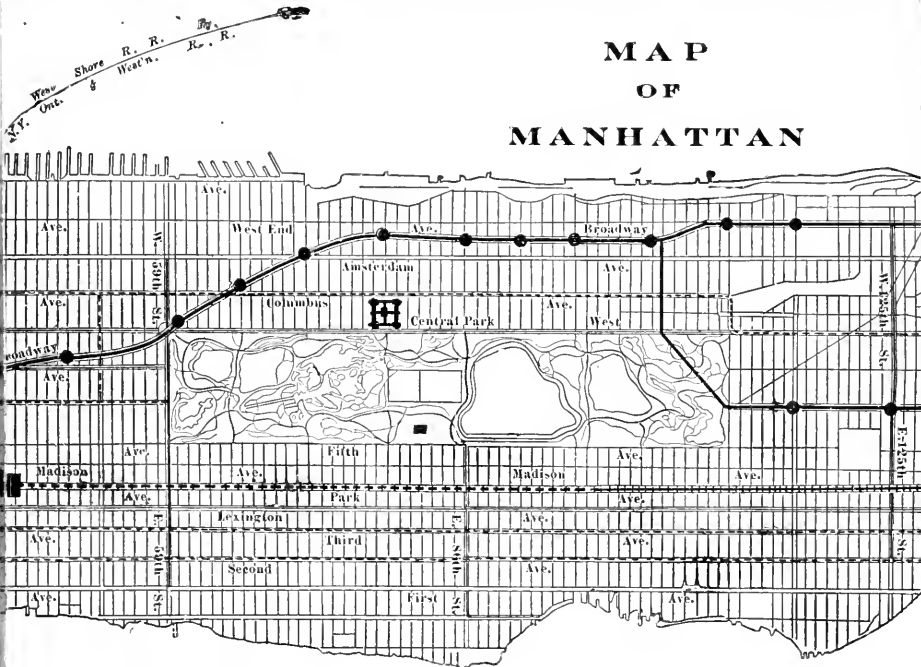 MAP
OF
MANHATTAN
N.Y. Ont. & West'n. R. R.
West Shore R. R.
Ave.
Ave. West End Ave. Broadway
W. 59th St.
Amsterdam Ave.
Ave. Columbus Ave.
W. 125th St.
Central Park West
roadway
Ave.
Ave. Fifth Ave.
Madison Ave. Madison Ave.
Ave. Park Ave.
E. 125th St.
E. 59th St.
Lexington Ave.
E. 86th St.
Ave. Third Ave.
Second Ave.
Ave. First Ave.